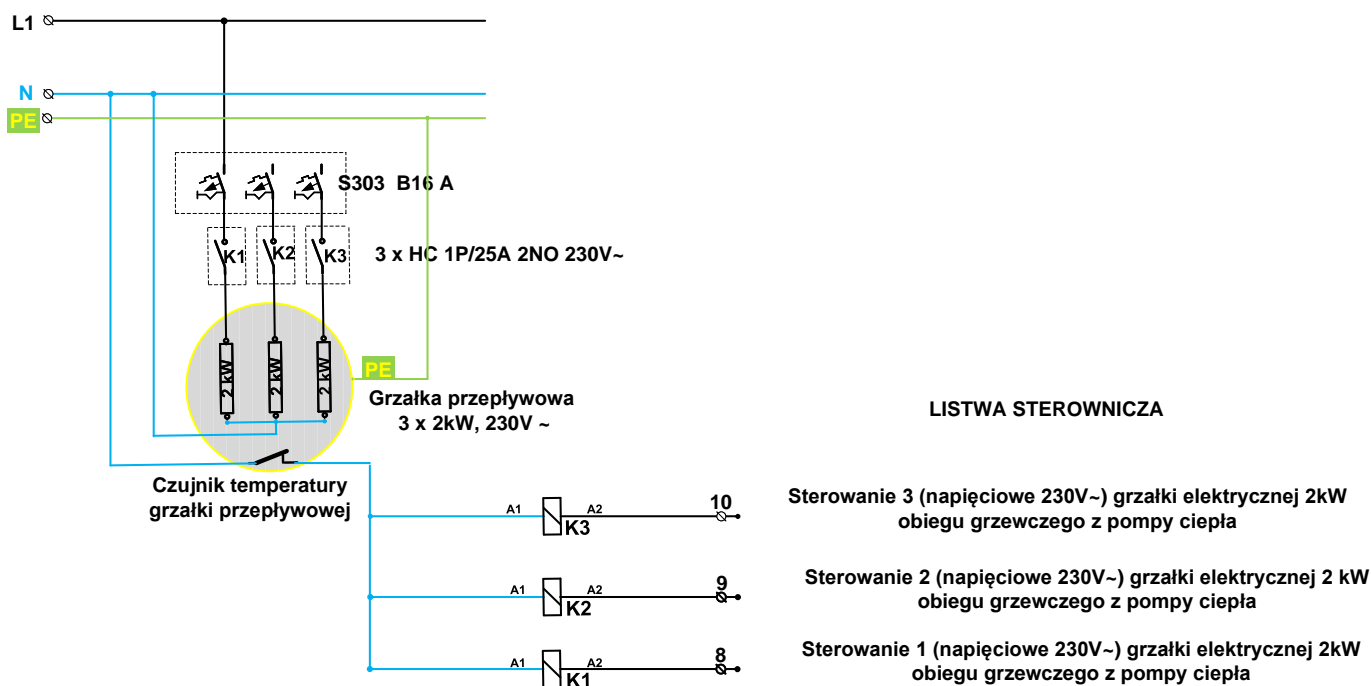 L1
N
PE
S303 B16 A
K1
K2
K3
3 x HC 1P/25A 2NO 230V~
2 kW
2 kW
2 kW
PE
Grzałka przepływowa
3 x 2kW, 230V ~
Czujnik temperatury
grzałki przepływowej
LISTWA STEROWNICZA
A1
A2
K3
10
Sterowanie 3 (napięciowe 230V~) grzałki elektrycznej 2kW
obiegu grzewczego z pompy ciepła
A1
A2
K2
9
Sterowanie 2 (napięciowe 230V~) grzałki elektrycznej 2 kW
obiegu grzewczego z pompy ciepła
A1
A2
K1
8
Sterowanie 1 (napięciowe 230V~) grzałki elektrycznej 2kW
obiegu grzewczego z pompy ciepła